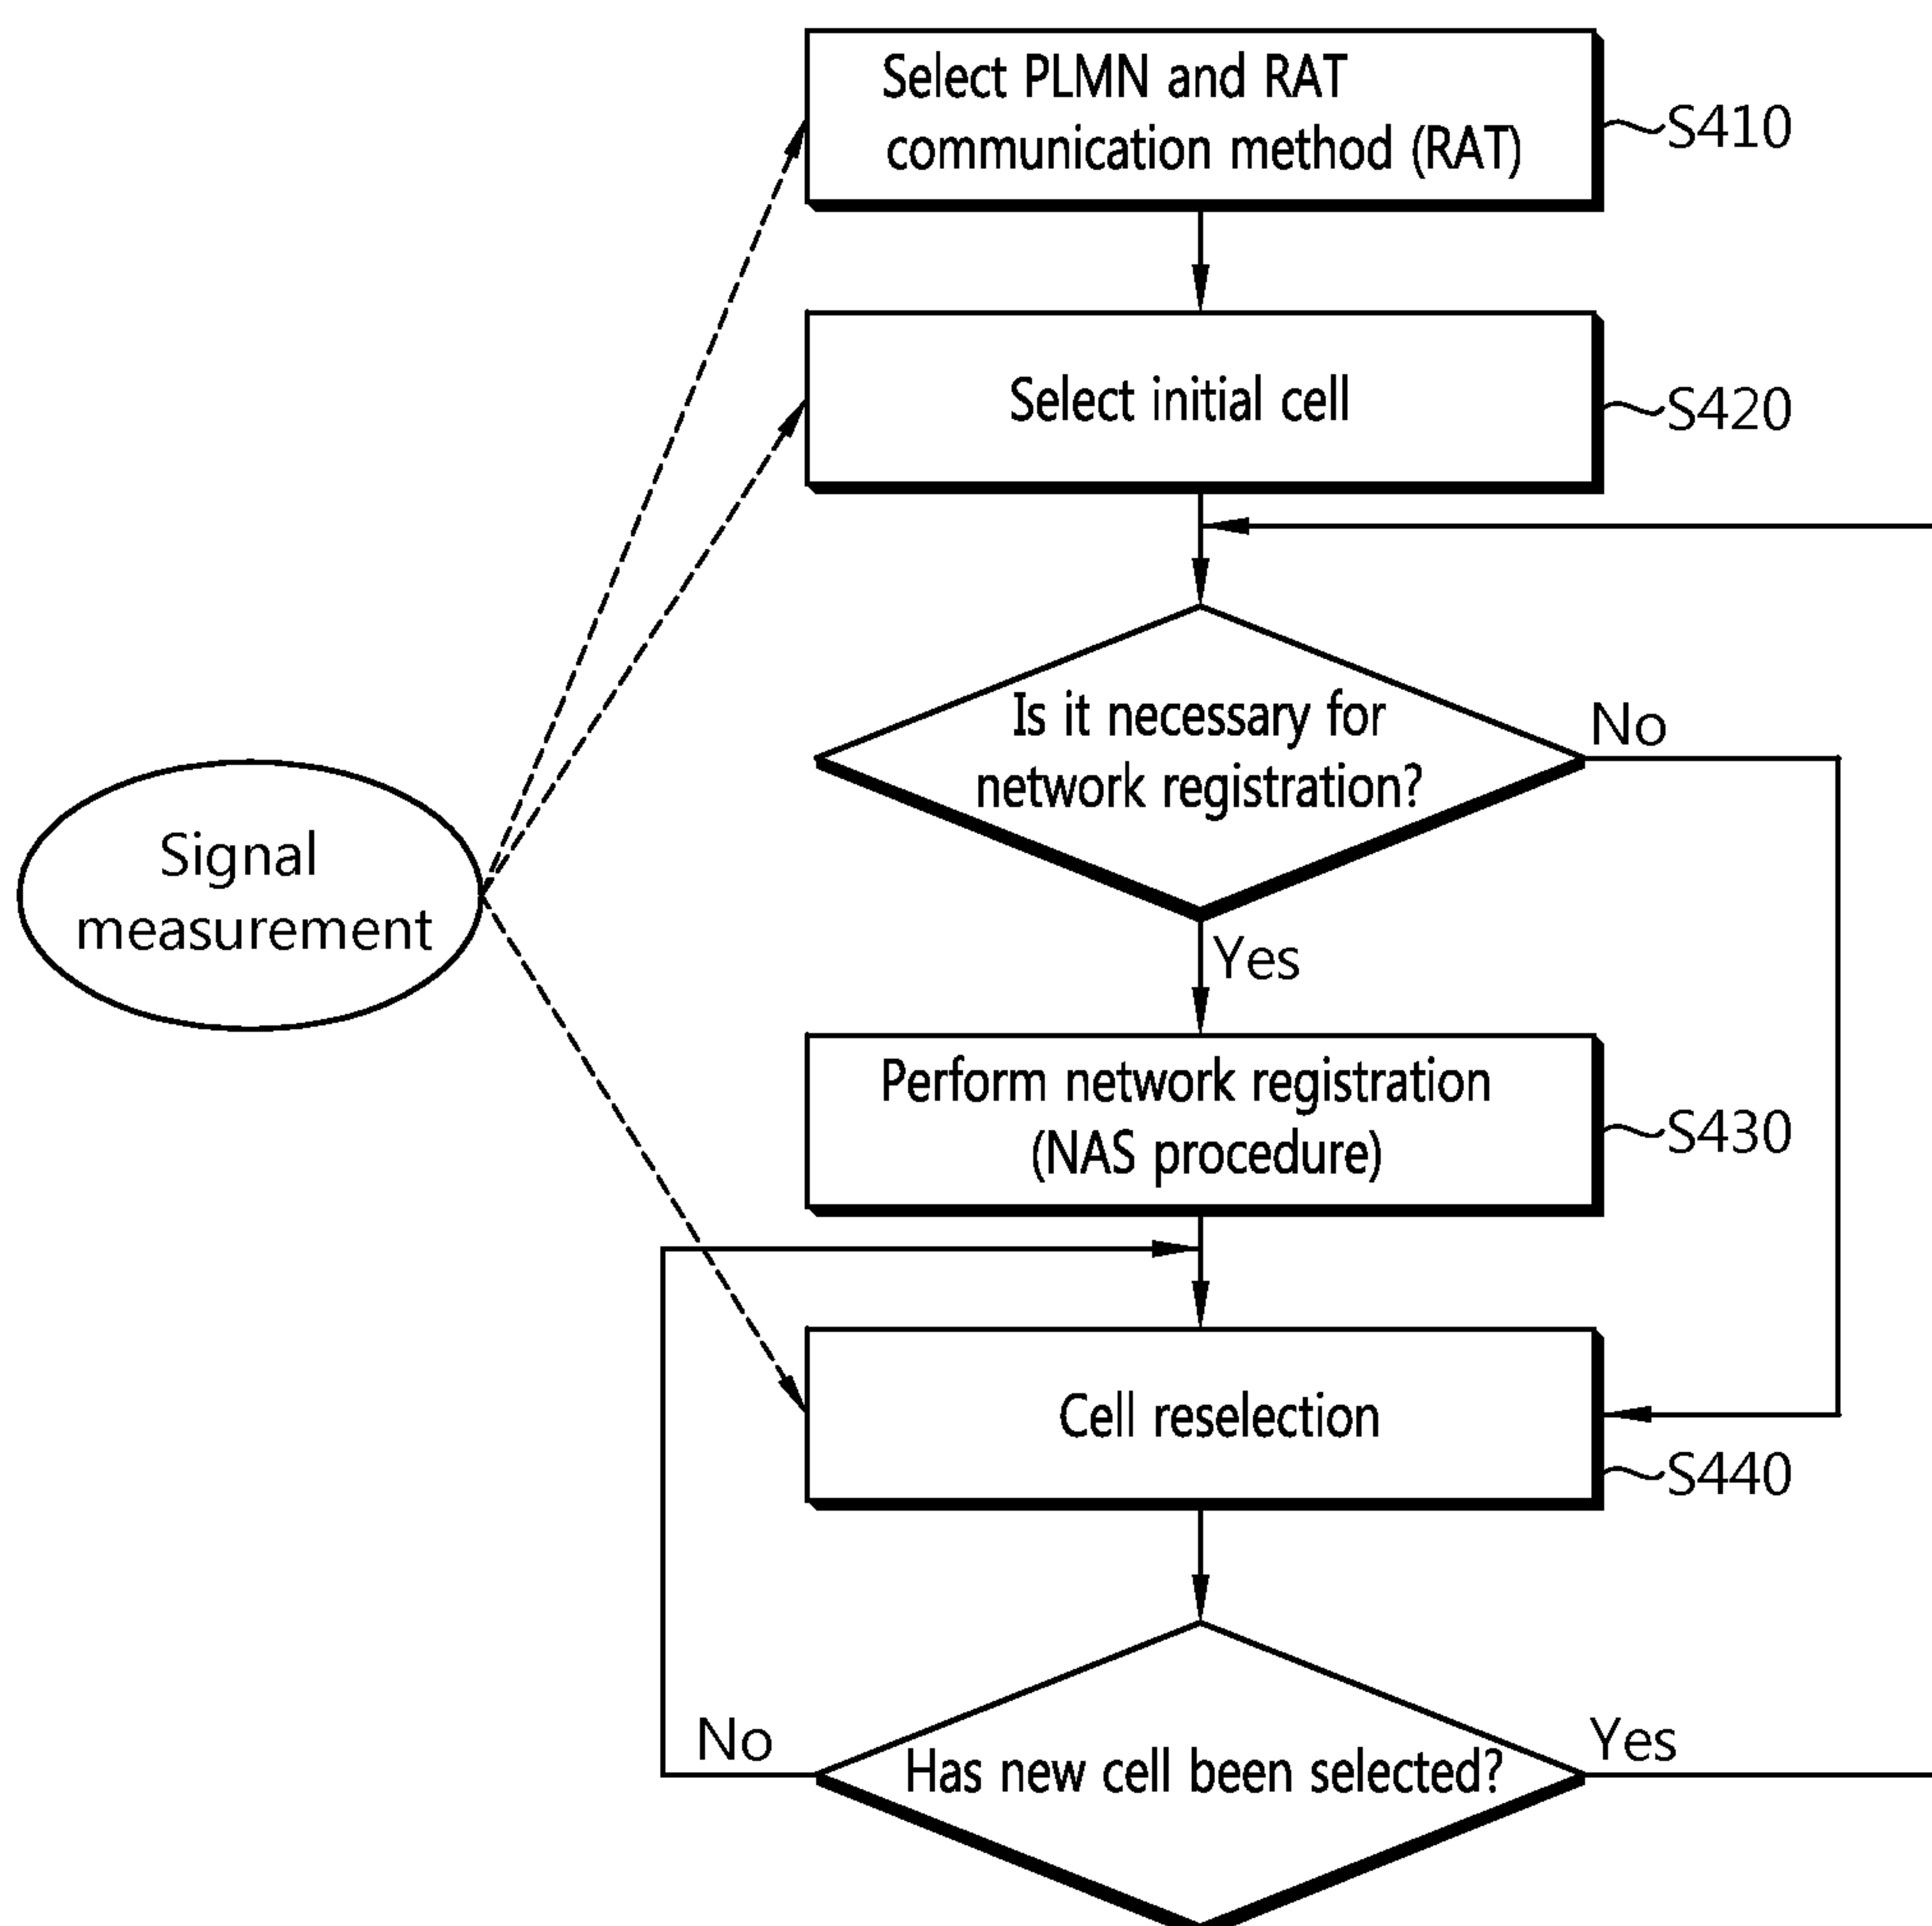 Select PLMN and RAT
communication method (RAT)
S410
Select initial cell
S420
Is it necessary for
network registration?
No
Signal
measurement
Yes
Perform network registration
(NAS procedure)
S430
Cell reselection
S440
No
Has new cell been selected?
Yes